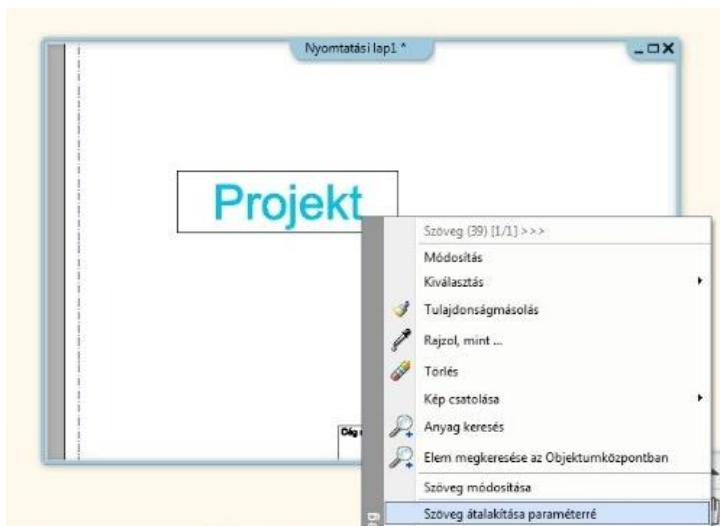 Nyomtatási lap1 *
Projekt
Szöveg (39) [1/1] >>>
Módosítás
Kiválasztás
Tulajdonságmásolás
Rajzol, mint ...
Törlés
Kép csatolása
Anyag keresés
Cég
Elem megkeresése az Objektumközpontban
Szöveg módosítása
Szöveg átalakítása paraméterré